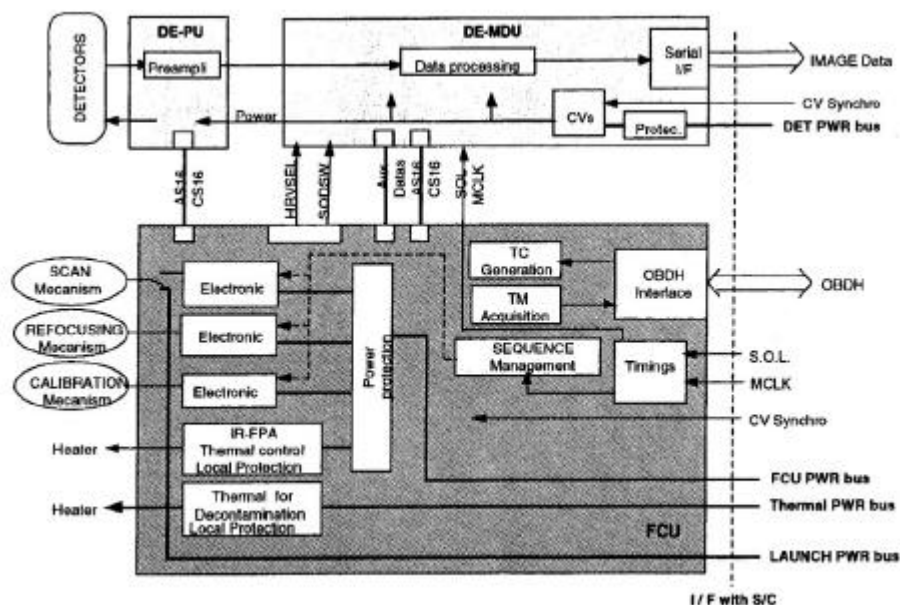 DE-PU
DE-MDU
DETECTORS
Preampli
Data processing
Serial
I/F
IMAGE Data
Power
CVs
CV Synchro
Protec.
DET PWR bus
AS16
CS16
HRVSEL
SODSW
Aux
Datas
AS16
CS16
SOL
MCLK
SCAN
Mecanism
Electronic
TC
Generation
OBDH
Interface
OBDH
TM
Acquisition
REFOCUSING
Mecanism
Electronic
Power
protection
SEQUENCE
Management
Timings
S.O.L.
MCLK
CALIBRATION
Mecanism
Electronic
CV Synchro
Heater
IR-FPA
Thermal control
Local Protection
FCU PWR bus
Heater
Thermal for
Decontamination
Local Protection
Thermal PWR bus
FCU
LAUNCH PWR bus
I / F with S/C